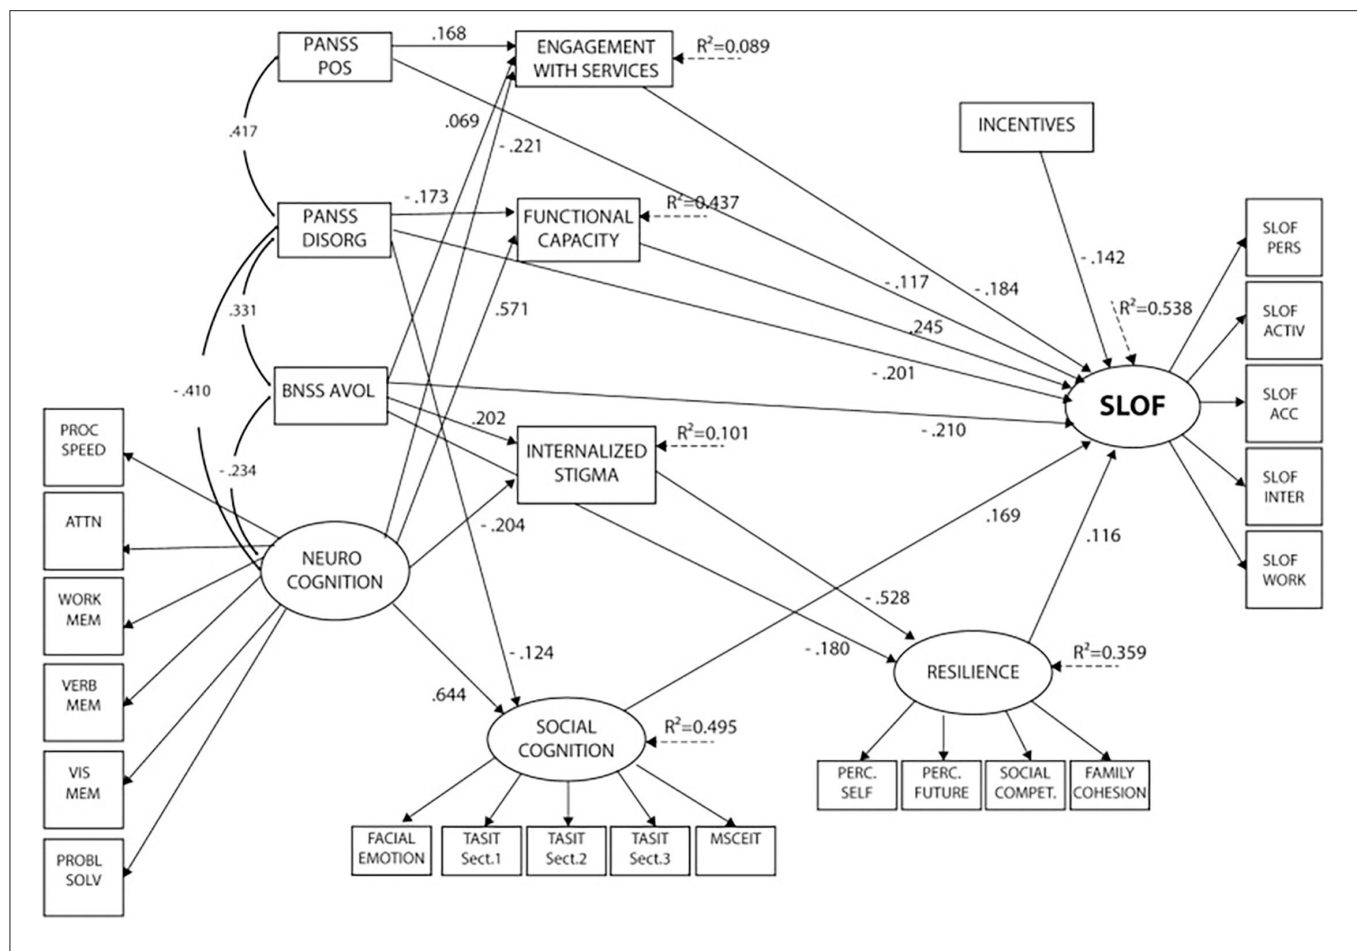 PANSS
POS
.168
ENGAGEMENT
WITH SERVICES
R²=0.089
.417
.069
- .221
INCENTIVES
PANSS
DISORG
- .173
FUNCTIONAL
CAPACITY
R²=0.437
- .142
SLOF
PERS
.331
.571
- .117
- .184
.245
R²=0.538
SLOF
ACTIV
- .410
BNSS AVOL
- .201
SLOF
SLOF
ACC
.202
- .210
PROC
SPEED
- .234
INTERNALIZED
STIGMA
R²=0.101
SLOF
INTER
ATTN
- .204
.169
.116
SLOF
WORK
NEURO
COGNITION
WORK
MEM
- .528
- .124
- .180
R²=0.359
RESILIENCE
VERB
MEM
.644
SOCIAL
COGNITION
R²=0.495
VIS
MEM
PERC.
SELF
PERC.
FUTURE
SOCIAL
COMPET.
FAMILY
COHESION
PROBL
SOLV
FACIAL
EMOTION
TASIT
Sect.1
TASIT
Sect.2
TASIT
Sect.3
MSCEIT